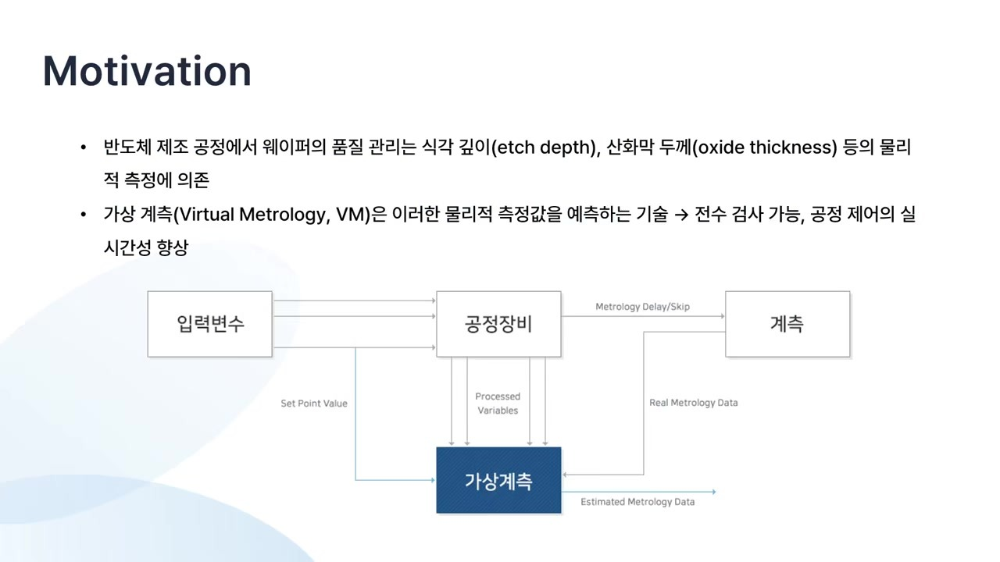 Motivation
• 반도체 제조 공정에서 웨이퍼의 품질 관리는 식각 깊이(etch depth), 산화막 두께(oxide thickness) 등의 물리
적 측정에 의존
• 가상 계측(Virtual Metrology, VM)은 이러한 물리적 측정값을 예측하는 기술 → 전수 검사 가능, 공정 제어의 실
시간성 향상
입력변수
공정장비
Metrology Delay/Skip
계측
Set Point Value
Processed
Variables
Real Metrology Data
가상계측
Estimated Metrology Data